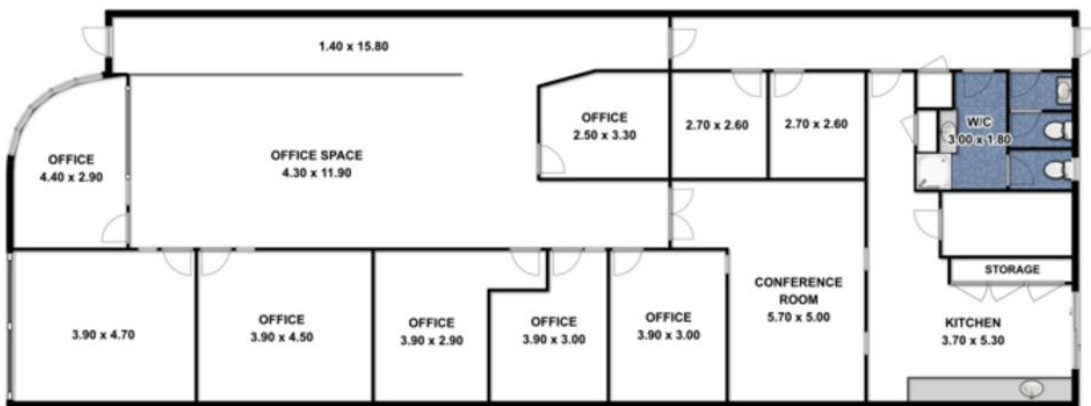 1.40 x 15.80
OFFICE
4.40 x 2.90
OFFICE SPACE
4.30 x 11.90
OFFICE
2.50 x 3.30
2.70 x 2.60
2.70 x 2.60
W/C
3.00 x 1.80
STORAGE
3.90 x 4.70
OFFICE
3.90 x 4.50
OFFICE
3.90 x 2.90
OFFICE
3.90 x 3.00
OFFICE
3.90 x 3.00
CONFERENCE
ROOM
5.70 x 5.00
KITCHEN
3.70 x 5.30